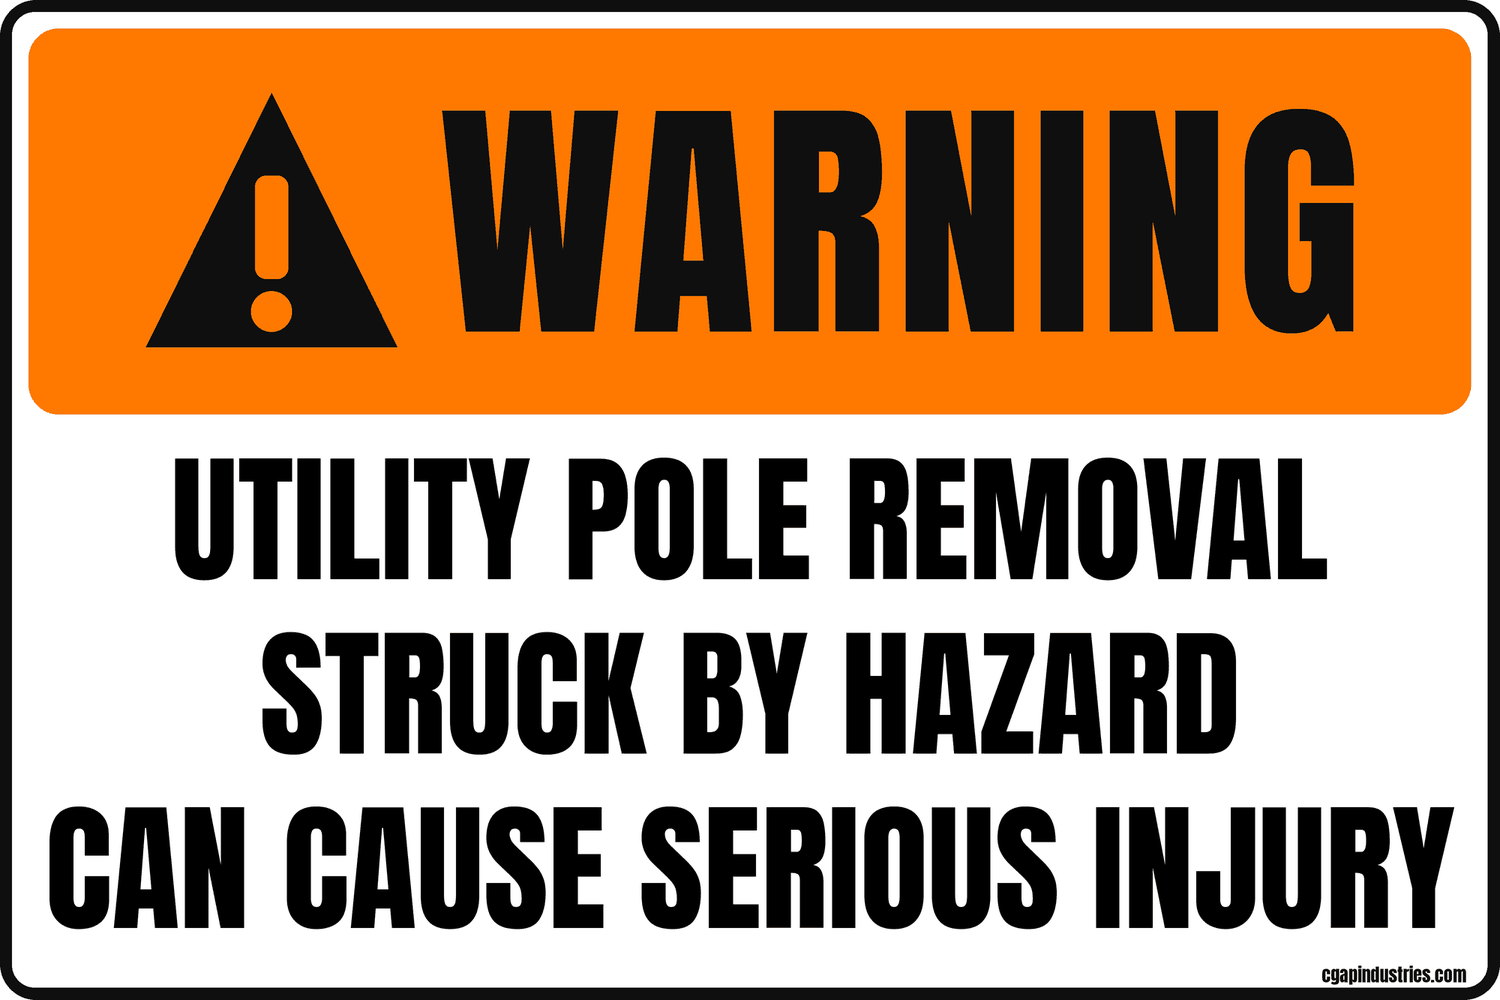 WARNING
UTILITY POLE REMOVAL
STRUCK BY HAZARD
CAN CAUSE SERIOUS INJURY
cgapindustries.com